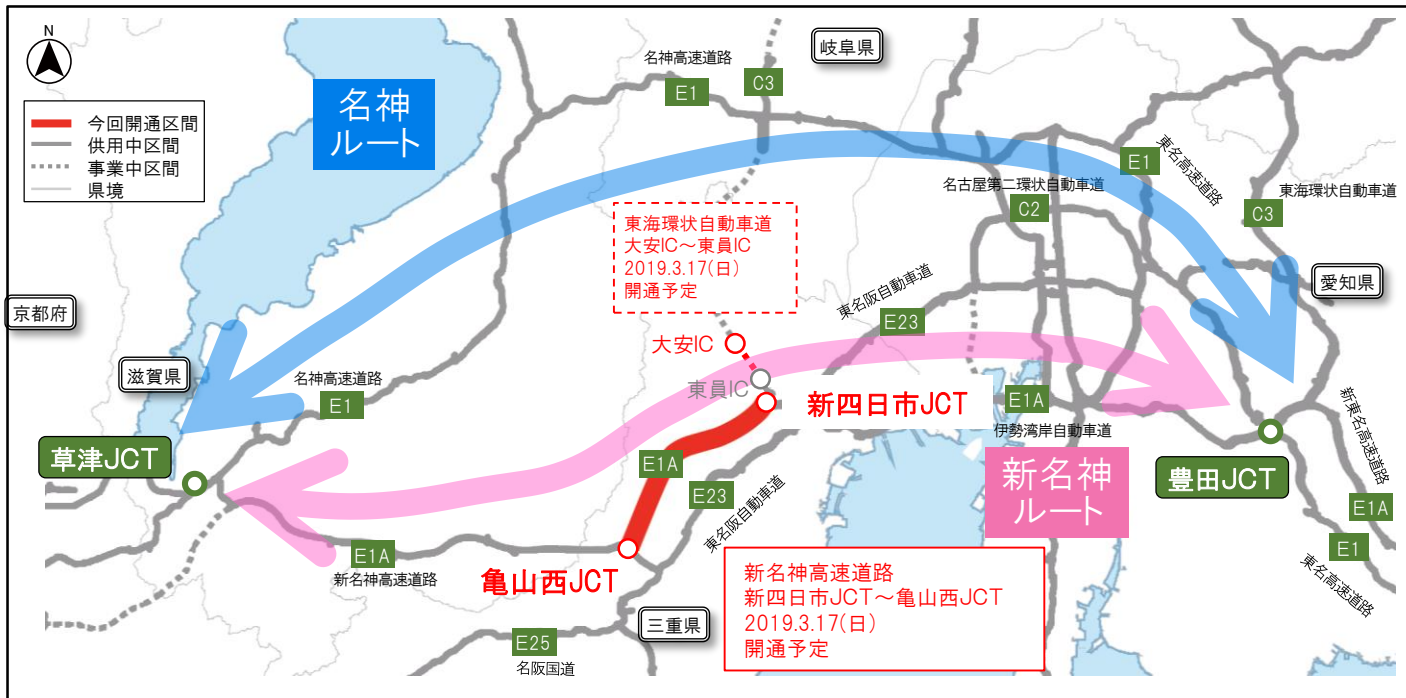 N
今回開通区間
供用中区間
事業中区間
県境
名神
ルート
名神高速道路
E1
C3
岐阜県
東名高速道路
E1
名古屋第二環状自動車道
C2
東海環状自動車道
C3
東海環状自動車道
大安IC～東員IC
2019.3.17(日)
開通予定
東名阪自動車道
E23
愛知県
京都府
滋賀県
名神高速道路
E1
大安IC
東員IC
新四日市JCT
E1A
伊勢湾岸自動車道
新東名高速道路
E1A
草津JCT
E1A
E23
東名阪自動車道
新名神
ルート
豊田JCT
E1
東名高速道路
E1A
新名神高速道路
亀山西JCT
新名神高速道路
新四日市JCT～亀山西JCT
2019.3.17(日)
開通予定
三重県
E25
名阪国道